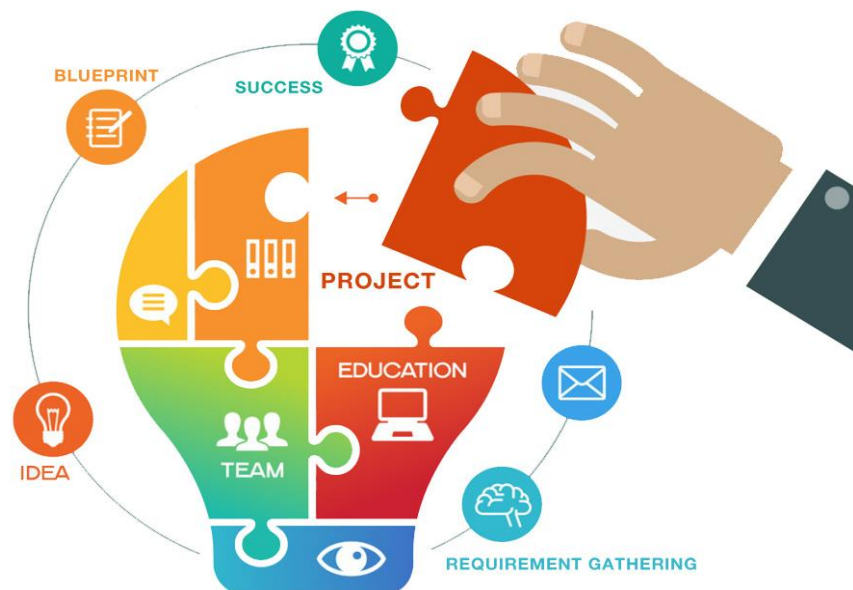 BLUEPRINT
SUCCESS
PROJECT
EDUCATION
TEAM
IDEA
REQUIREMENT GATHERING